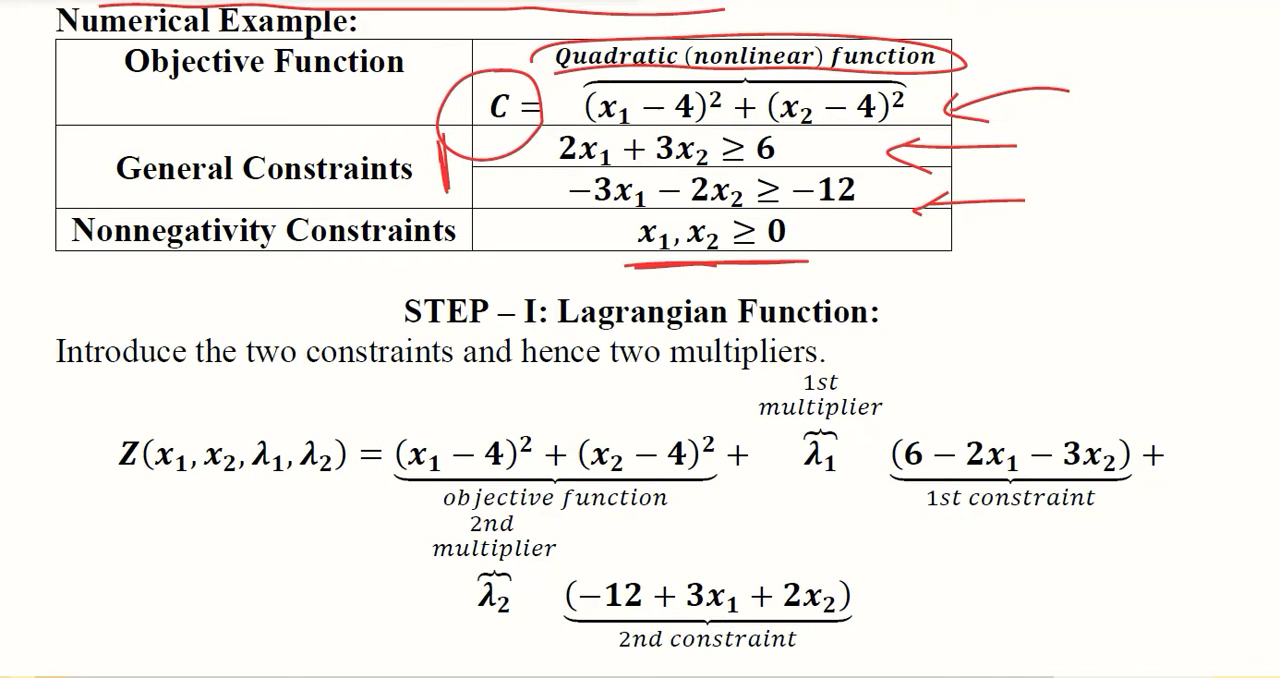 Numerical Example:
Objective Function
Quadratic (nonlinear) function
C = (x₁ − 4)² + (x₂ − 4)²
General Constraints
2x₁ + 3x₂ ≥ 6
−3x₁ − 2x₂ ≥ −12
Nonnegativity Constraints
x₁, x₂ ≥ 0
STEP – I: Lagrangian Function:
Introduce the two constraints and hence two multipliers.
1st
multiplier
Z(x₁, x₂, λ₁, λ₂) = (x₁ − 4)² + (x₂ − 4)² + λ₁ (6 − 2x₁ − 3x₂) +
objective function 1st constraint
2nd
multiplier
λ₂ (−12 + 3x₁ + 2x₂)
2nd constraint